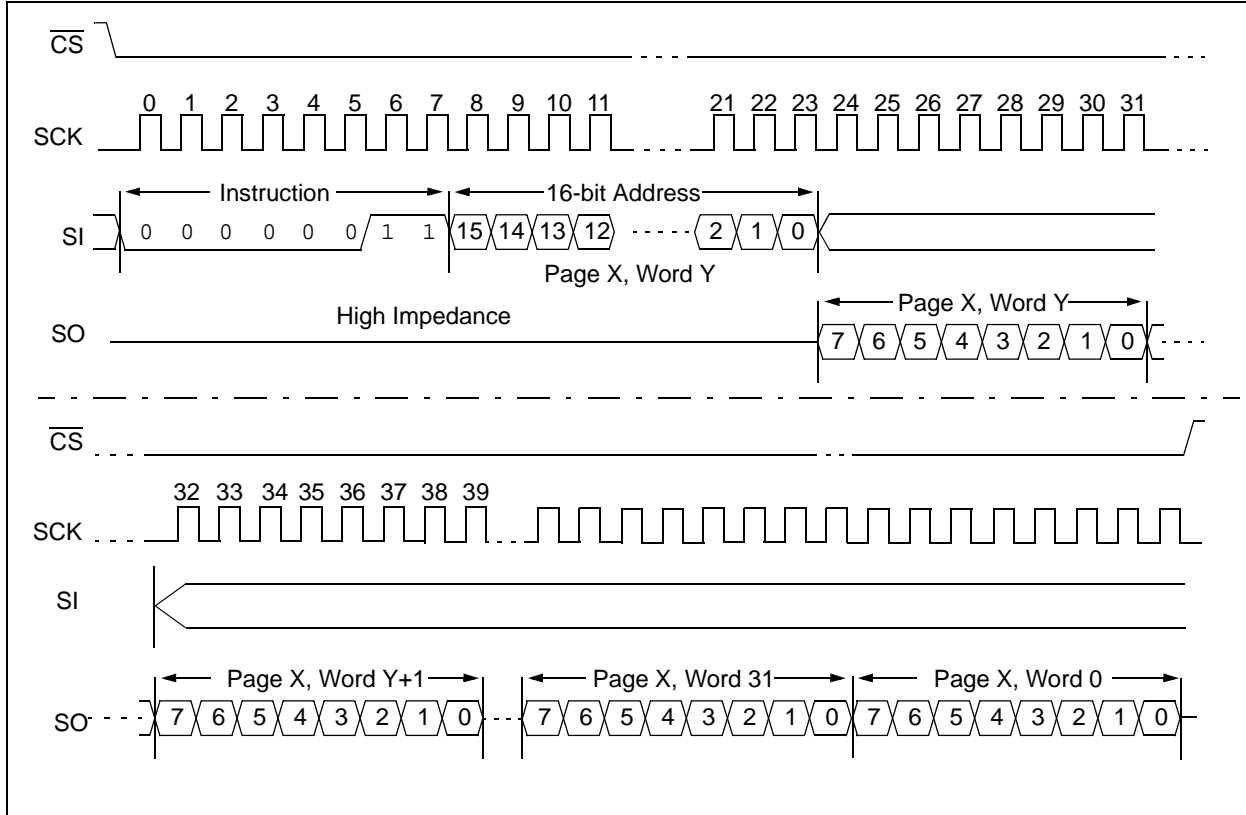 CS
0 1 2 3 4 5 6 7 8 9 10 11 21 22 23 24 25 26 27 28 29 30 31
SCK
Instruction 16-bit Address
SI 0 0 0 0 0 0 1 1 15 14 13 12 2 1 0
Page X, Word Y
High Impedance Page X, Word Y
SO 7 6 5 4 3 2 1 0
CS
32 33 34 35 36 37 38 39
SCK
SI
Page X, Word Y+1 Page X, Word 31 Page X, Word 0
SO 7 6 5 4 3 2 1 0 7 6 5 4 3 2 1 0 7 6 5 4 3 2 1 0